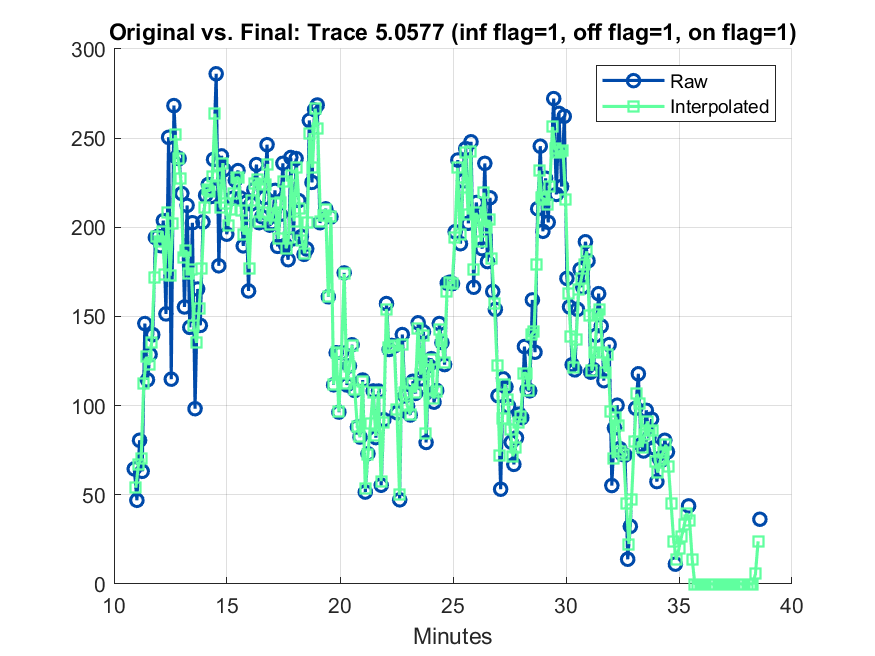 Original vs. Final: Trace 5.0577 (inf flag=1, off flag=1, on flag=1)
300
250
200
150
100
50
0
Raw
Interpolated
10 15 20 25 30 35 40
Minutes